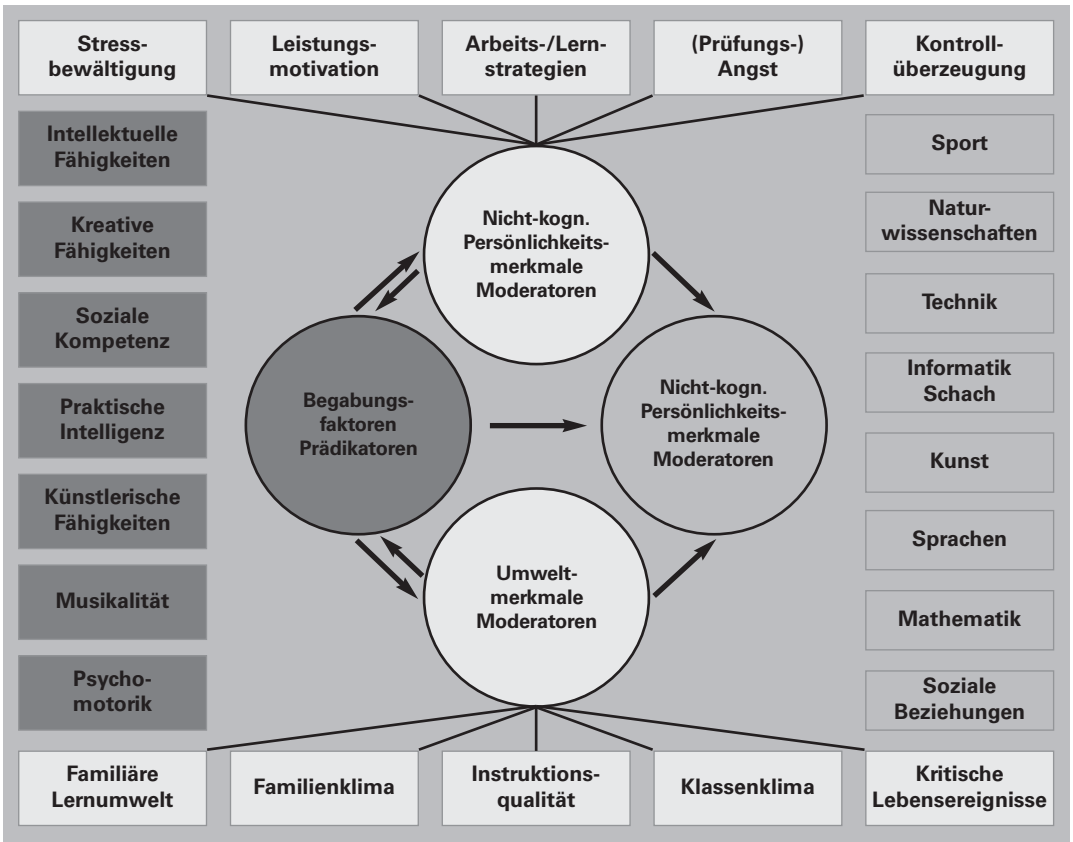 Stress-
bewältigung
Leistungs-
motivation
Arbeits-/Lern-
strategien
(Prüfungs-)
Angst
Kontroll-
überzeugung
Intellektuelle
Fähigkeiten
Kreative
Fähigkeiten
Soziale
Kompetenz
Praktische
Intelligenz
Künstlerische
Fähigkeiten
Musikalität
Psycho-
motorik
Nicht-kogn.
Persönlichkeits-
merkmale
Moderatoren
Begabungs-
faktoren
Prädikatoren
Nicht-kogn.
Persönlichkeits-
merkmale
Moderatoren
Umwelt-
merkmale
Moderatoren
Sport
Natur-
wissenschaften
Technik
Informatik
Schach
Kunst
Sprachen
Mathematik
Soziale
Beziehungen
Familiäre
Lernumwelt
Familienklima
Instruktions-
qualität
Klassenklima
Kritische
Lebensereignisse